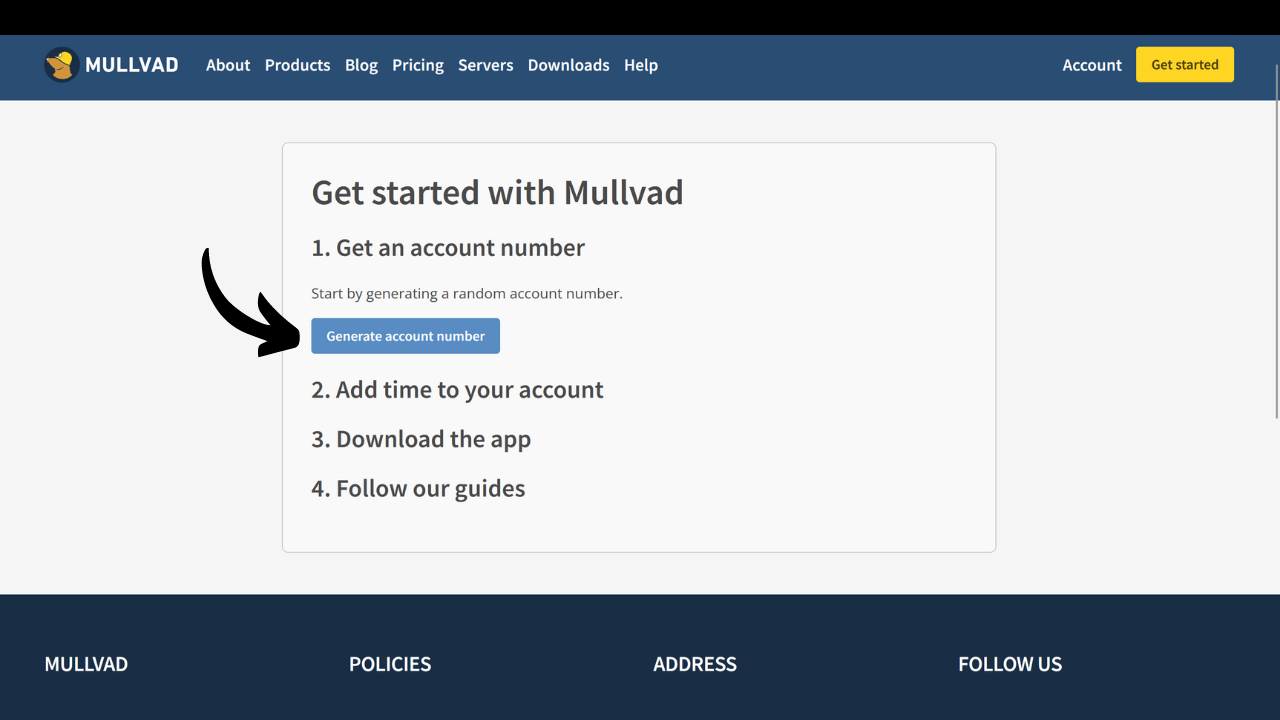 MULLVAD About Products Blog Pricing Servers Downloads Help Account Get started
Get started with Mullvad
1. Get an account number
Start by generating a random account number.
Generate account number
2. Add time to your account
3. Download the app
4. Follow our guides
MULLVAD POLICIES ADDRESS FOLLOW US